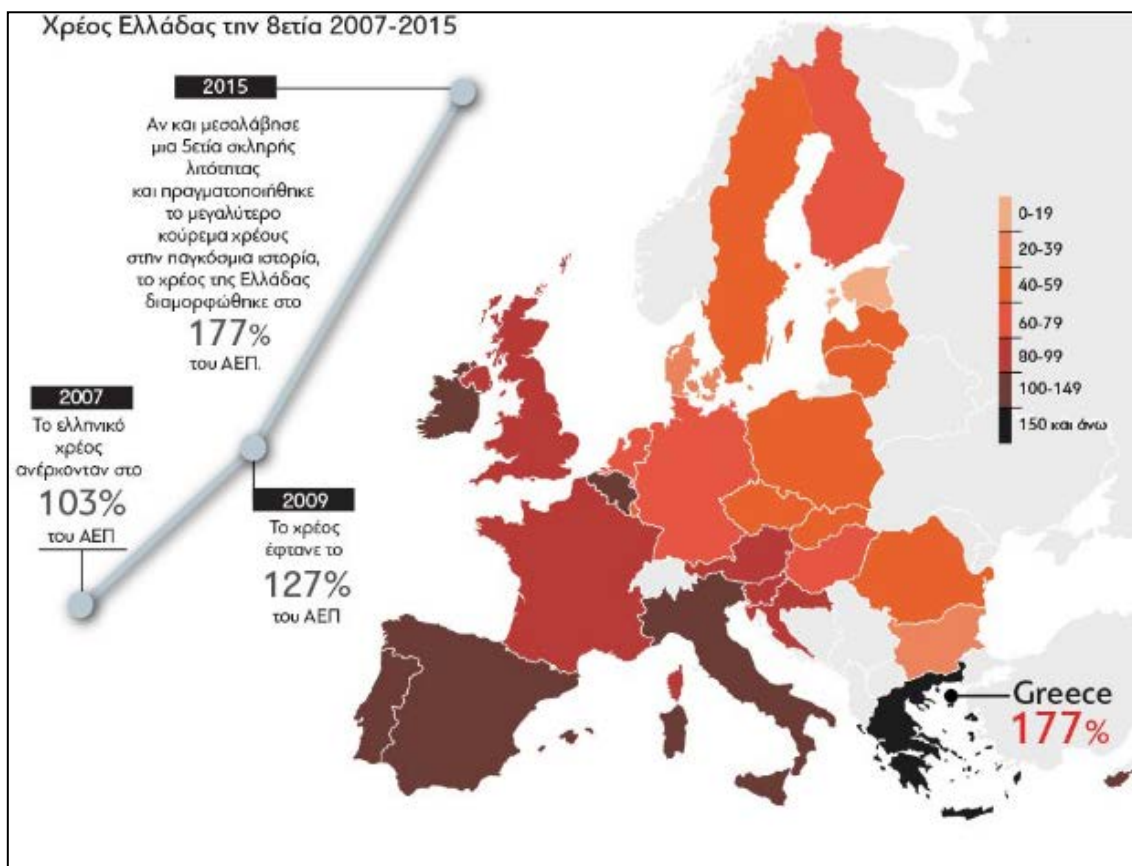 Χρέος Ελλάδας την 8ετία 2007-2015
2015
Αν και μεσολάβησε
μια 5ετία σκληρής
λιτότητας
και πραγματοποιήθηκε
το μεγαλύτερο
κούρεμα χρέους
στην παγκόσμια ιστορία,
το χρέος της Ελλάδας
διαμορφώθηκε στο
177%
του ΑΕΠ.
2007
Το ελληνικό
χρέος
ανέρχονταν στο
103%
του ΑΕΠ
2009
Το χρέος
έφτανε το
127%
του ΑΕΠ
0-19
20-39
40-59
60-79
80-99
100-149
150 και άνω
Greece
177%